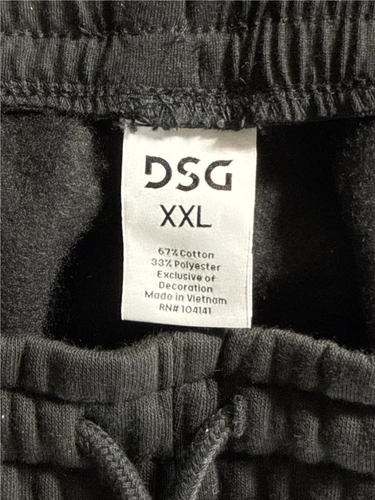 DSG
XXL
67% Cotton
33% Polyester
Exclusive of
Decoration
Made in Vietnam
RN# 104141